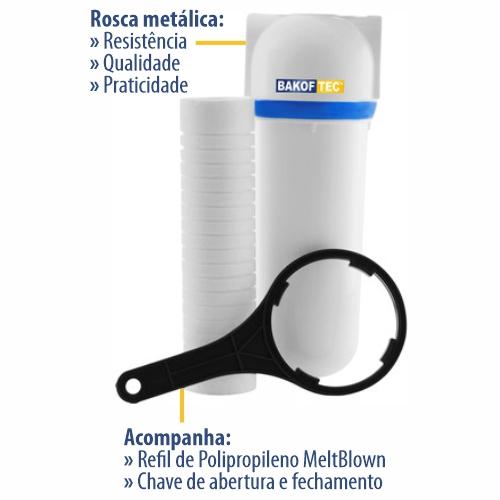 Rosca metálica:
» Resistência
» Qualidade
» Praticidade
BAKOF TEC
Acompanha:
» Refil de Polipropileno MeltBlown
» Chave de abertura e fechamento